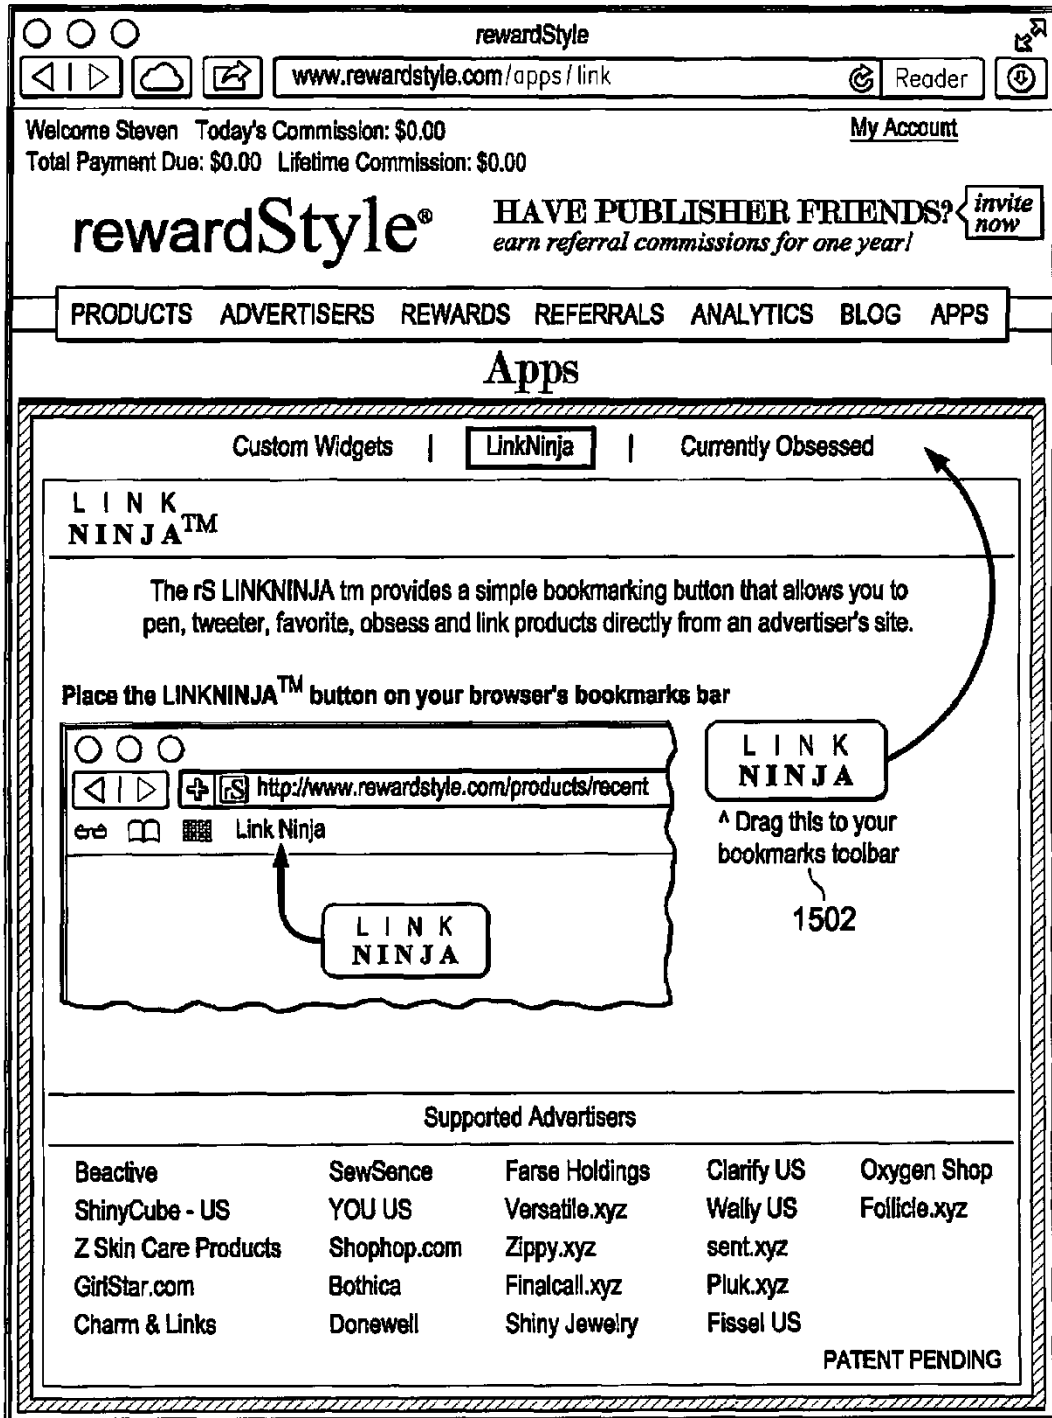 rewardStyle
www.rewardstyle.com/apps/link
Reader
Welcome Steven Today's Commission: $0.00
My Account
Total Payment Due: $0.00 Lifetime Commission: $0.00
rewardStyle®
HAVE PUBLISHER FRIENDS?
earn referral commissions for one year!
invite
now
PRODUCTS ADVERTISERS REWARDS REFERRALS ANALYTICS BLOG APPS
Apps
Custom Widgets | LinkNinja | Currently Obsessed
LINK
NINJA™
The rS LINKNINJA tm provides a simple bookmarking button that allows you to
pen, tweeter, favorite, obsess and link products directly from an advertiser's site.
Place the LINKNINJA™ button on your browser's bookmarks bar
rS http://www.rewardstyle.com/products/recent
Link Ninja
LINK
NINJA
LINK
NINJA
^ Drag this to your
bookmarks toolbar
1502
Supported Advertisers
Beactive SewSence Farse Holdings Clarify US Oxygen Shop
ShinyCube - US YOU US Versatile.xyz Wally US Follicle.xyz
Z Skin Care Products Shophop.com Zippy.xyz sent.xyz
GirlStar.com Bothica Finalcall.xyz Pluk.xyz
Charm & Links Donewell Shiny Jewelry Fissel US
PATENT PENDING